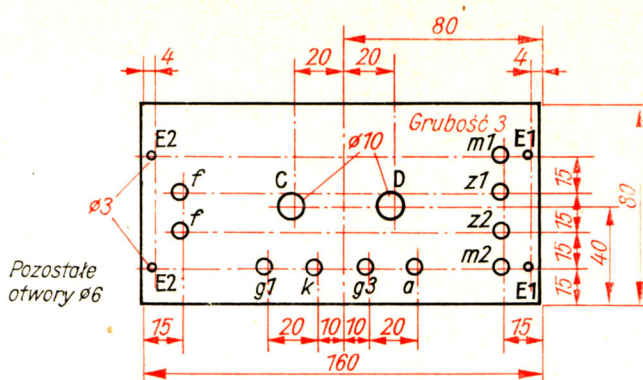 80
4 20 20 4
Grubość 3
E2 ø10 m1 E1
f C D z1 15
ø3 f z2 15 80
40
Pozostałe E2 m2 E1 15
otwory ø6 g1 k g3 a 15
15 20 10 10 20 15
160